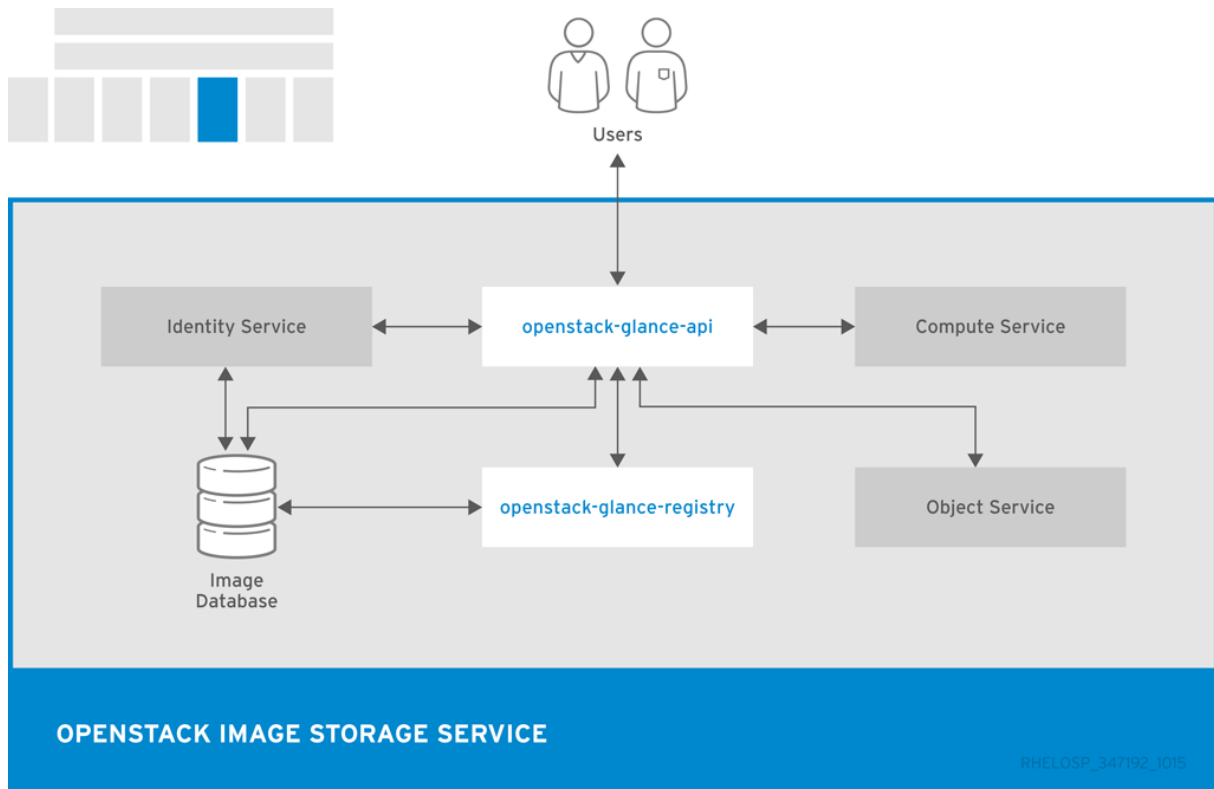 Users
Identity Service
openstack-glance-api
Compute Service
openstack-glance-registry
Object Service
Image
Database
OPENSTACK IMAGE STORAGE SERVICE
RHELOSP_347192_1015